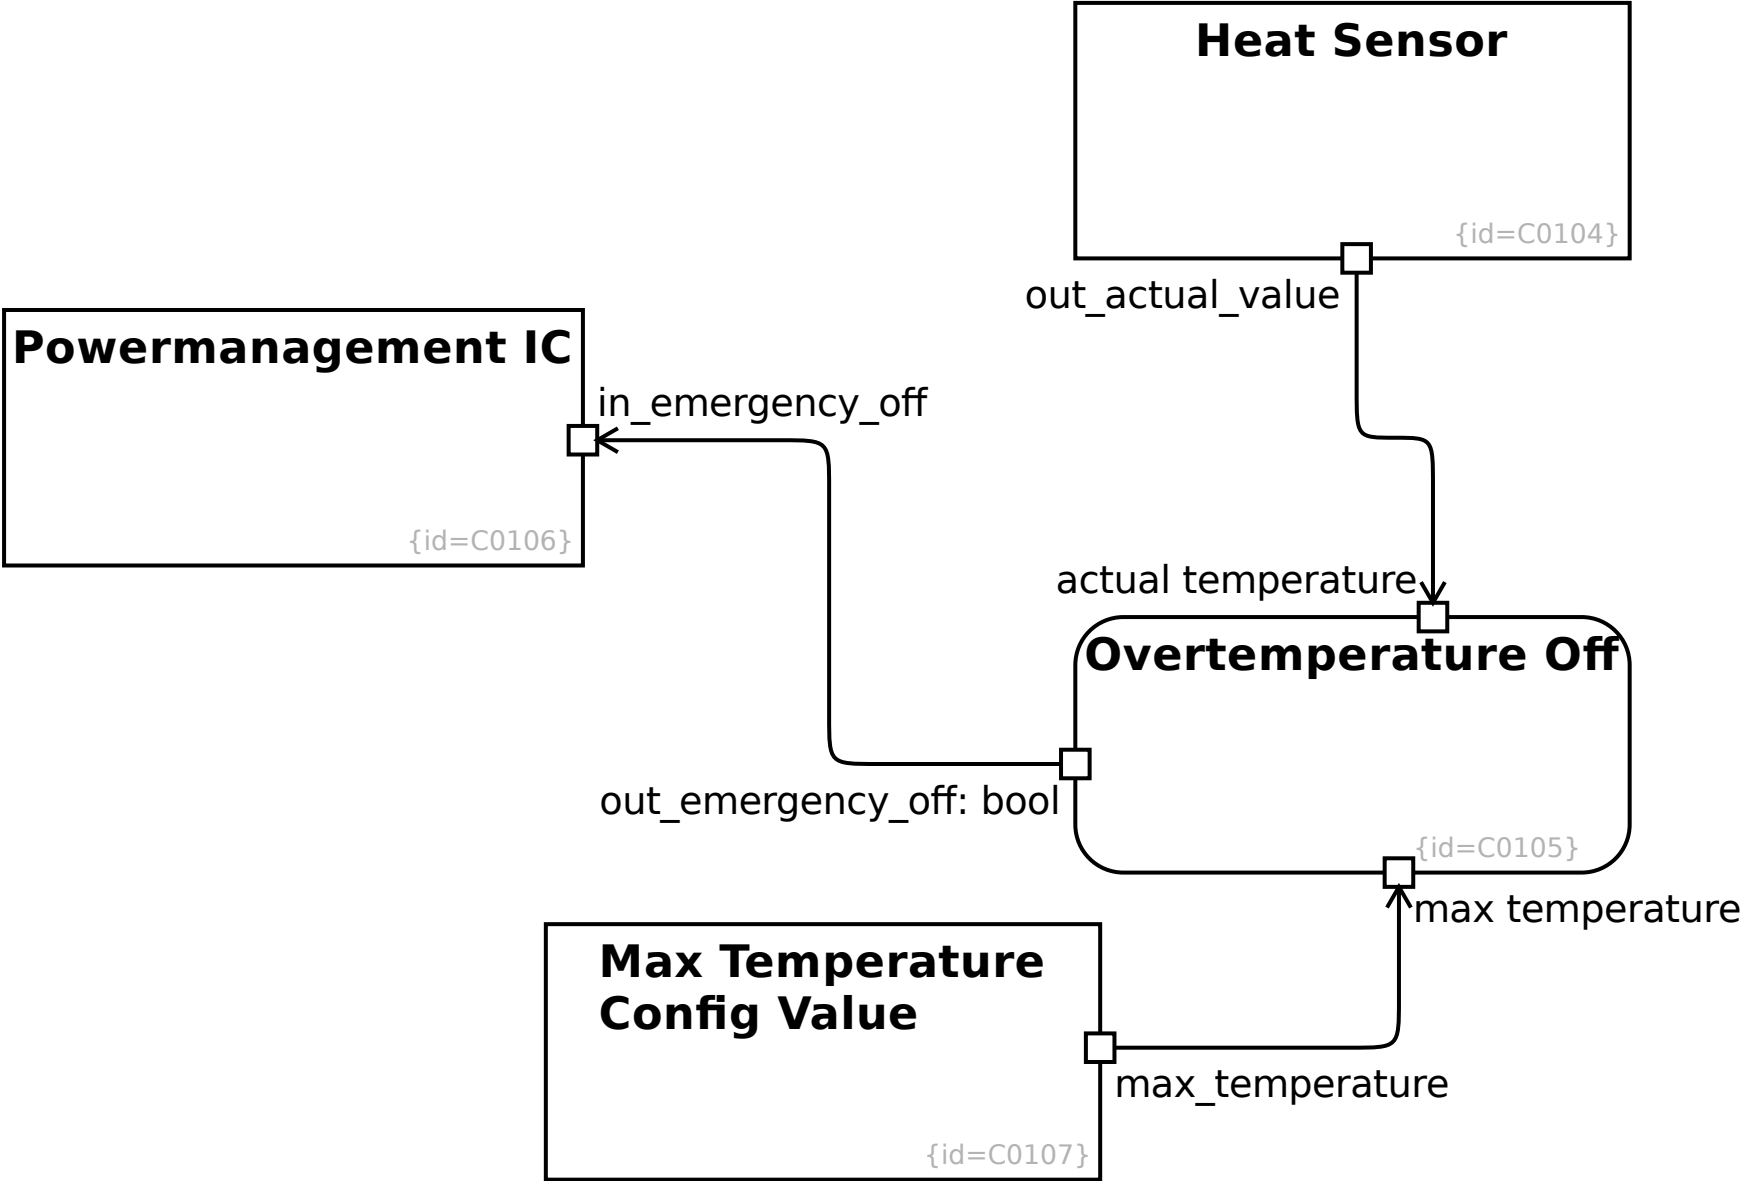 Heat Sensor
{id=C0104}
out_actual_value
Powermanagement IC
in_emergency_off
{id=C0106}
actual temperature
Overtemperature Off
out_emergency_off: bool
{id=C0105}
max temperature
Max Temperature
Config Value
max_temperature
{id=C0107}